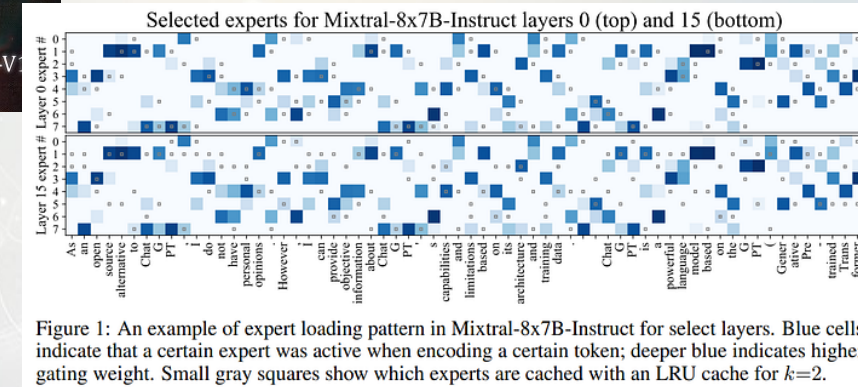 Selected experts for Mixtral-8x7B-Instruct layers 0 (top) and 15 (bottom)
-V1
Layer 0 expert #
0
1
2
3
4
5
6
7
Layer 15 expert #
0
1
2
3
4
5
6
7
As an open source alternative to Chat G PT , I do not have personal opinions . However , I can provide objective information about Chat G PT ' s capabilities and limitations based on its architecture and training data . Chat G PT is a powerful language model based on the G PT ( Gener ative Pre - trained Trans former
Figure 1: An example of expert loading pattern in Mixtral-8x7B-Instruct for select layers. Blue cells
indicate that a certain expert was active when encoding a certain token; deeper blue indicates highe
gating weight. Small gray squares show which experts are cached with an LRU cache for k=2.